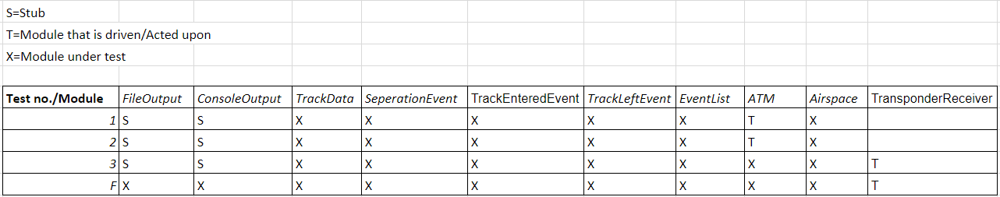 S=Stub
T=Module that is driven/Acted upon
X=Module under test
Test no./Module FileOutput ConsoleOutput TrackData SeperationEvent TrackEnteredEvent TrackLeftEvent EventList ATM Airspace TransponderReceiver
1 S S X X X X X T X
2 S S X X X X X T X
3 S S X X X X X X X T
F X X X X X X X X X T